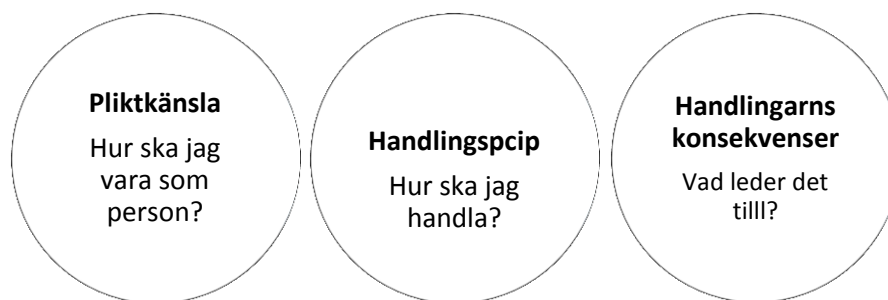 Pliktkänsla
Hur ska jag
vara som
person?
Handlingspcip
Hur ska jag
handla?
Handlingarns
konsekvenser
Vad leder det
tilll?